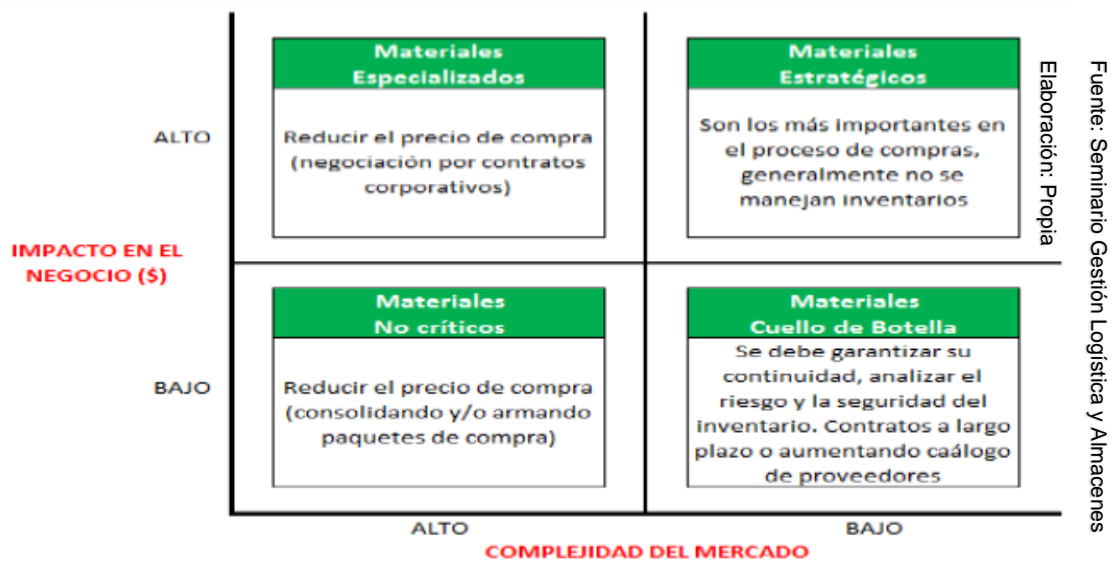 Materiales
Especializados
Reducir el precio de compra
(negociación por contratos
corporativos)
Materiales
Estratégicos
Son los más importantes en
el proceso de compras,
generalmente no se
manejan inventarios
ALTO
IMPACTO EN EL
NEGOCIO ($)
Materiales
No críticos
Reducir el precio de compra
(consolidando y/o armando
paquetes de compra)
Materiales
Cuello de Botella
Se debe garantizar su
continuidad, analizar el
riesgo y la seguridad del
inventario. Contratos a largo
plazo o aumentando caálogo
de proveedores
BAJO
ALTO
BAJO
COMPLEJIDAD DEL MERCADO
Fuente: Seminario Gestión Logística y Almacenes
Elaboración: Propia